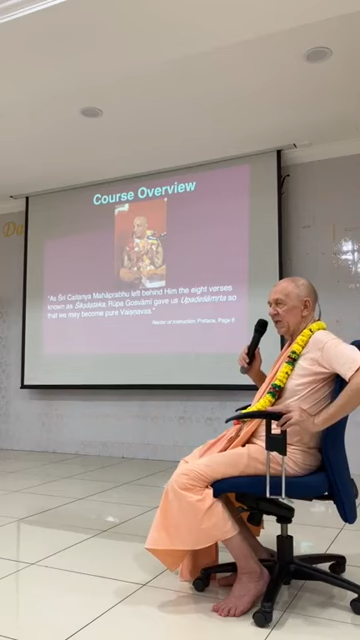 Course Overview
"As Śrī Caitanya Mahāprabhu left behind Him the eight verses
known as Śikṣāṣṭaka, Rūpa Gosvāmī gave us Upadeśāmṛta so
that we may become pure Vaiṣṇavas."
Nectar of Instruction, Preface, Page
Da